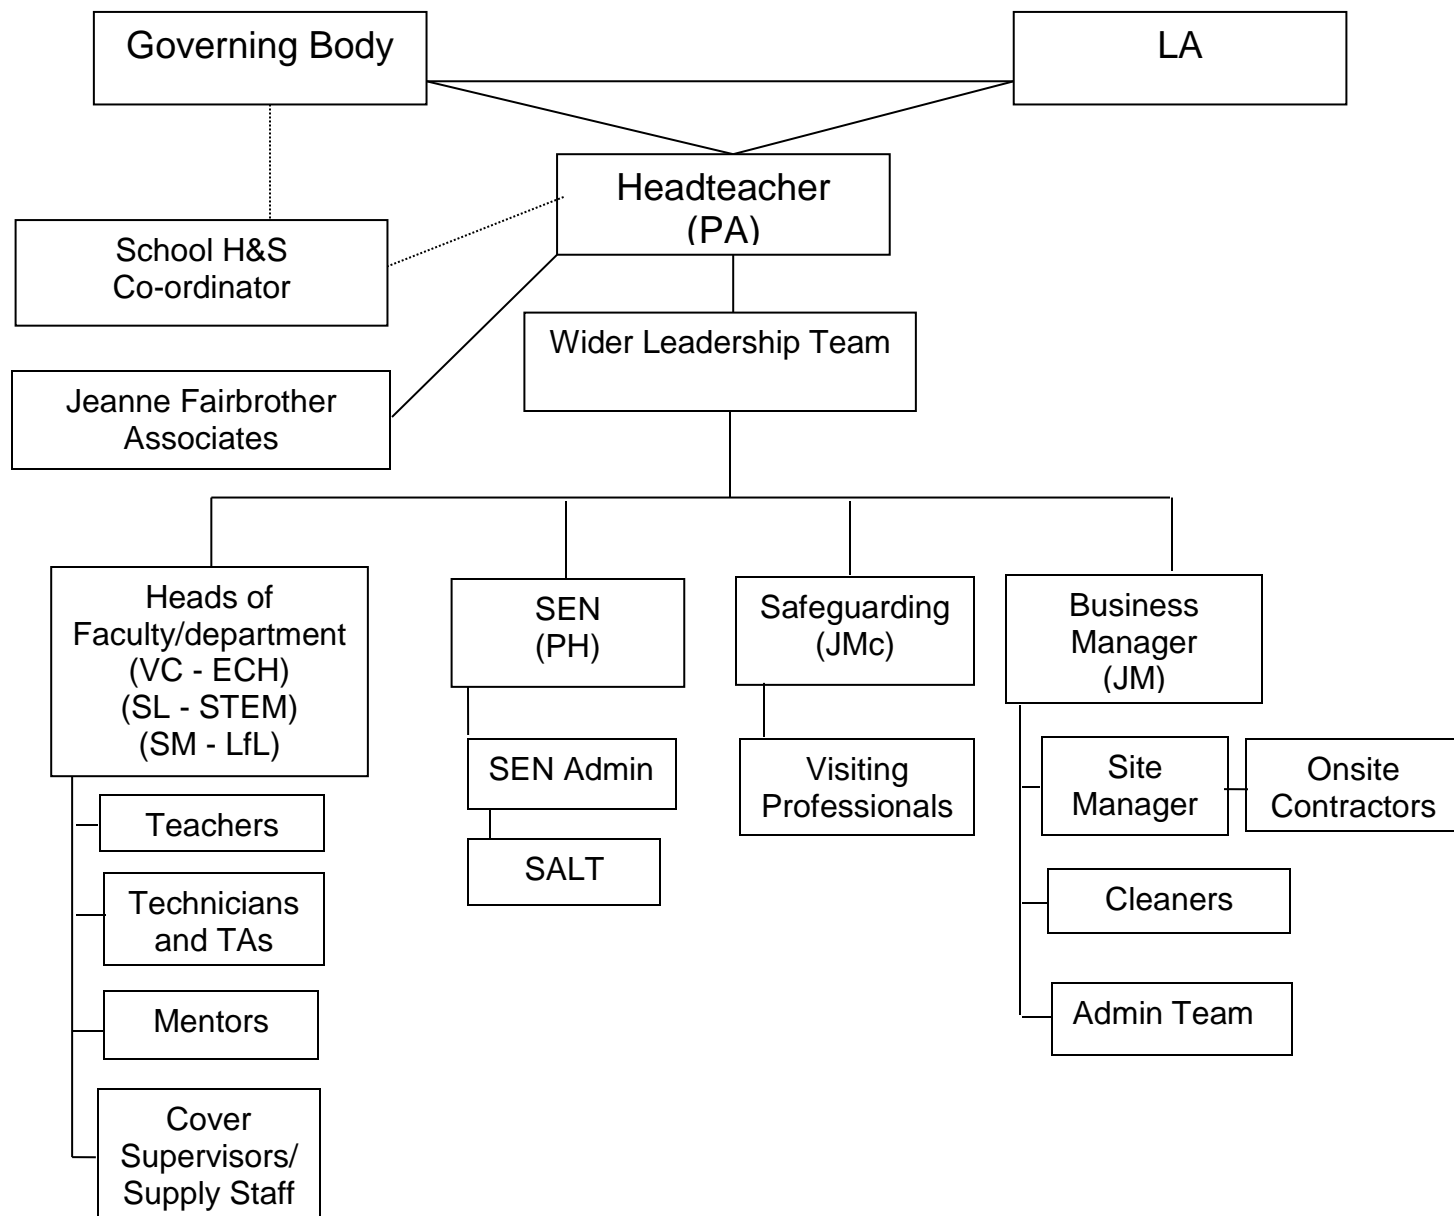 Governing Body
LA
Headteacher
(PA)
School H&S
Co-ordinator
Wider Leadership Team
Jeanne Fairbrother
Associates
Heads of
Faculty/department
(VC - ECH)
(SL - STEM)
(SM - LfL)
SEN
(PH)
Safeguarding
(JMc)
Business
Manager
(JM)
Teachers
Technicians
and TAs
Mentors
Cover
Supervisors/
Supply Staff
SEN Admin
SALT
Visiting
Professionals
Site
Manager
Onsite
Contractors
Cleaners
Admin Team